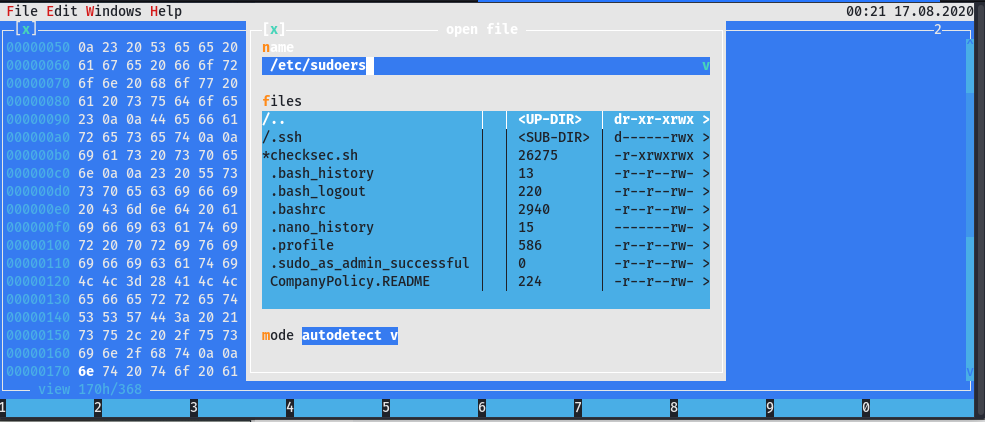 File Edit Windows Help 00:21 17.08.2020
[x] [x] open file 2
00000050 0a 23 20 53 65 65 20 name
00000060 61 67 65 20 66 6f 72 /etc/sudoers v
00000070 6f 6e 20 68 6f 77 20
00000080 61 20 73 75 64 6f 65 files
00000090 23 0a 0a 44 65 66 61 /.. <UP-DIR> dr-xr-xrwx >
000000a0 72 65 73 65 74 0a 0a /.ssh <SUB-DIR> d------rwx >
000000b0 69 61 73 20 73 70 65 *checksec.sh 26275 -r-xrwxrwx >
000000c0 6e 0a 0a 23 20 55 73 .bash_history 13 -r--r--rw- >
000000d0 73 70 65 63 69 66 69 .bash_logout 220 -r--r--rw- >
000000e0 20 43 6d 6e 64 20 61 .bashrc 2940 -r--r--rw- >
000000f0 69 66 69 63 61 74 69 .nano_history 15 ------rw- >
00000100 72 20 70 72 69 76 69 .profile 586 -r--r--rw- >
00000110 69 66 69 63 61 74 69 .sudo_as_admin_successful 0 -r--r--rw- >
00000120 4c 4c 3d 28 41 4c 4c CompanyPolicy.README 224 -r--r--rw- >
00000130 65 66 65 72 72 65 74
00000140 53 53 57 44 3a 20 21
00000150 73 75 2c 20 2f 75 73 mode autodetect v
00000160 69 6e 2f 68 74 0a 0a
00000170 6e 74 20 74 6f 20 61 v
view 170h/368
1 2 3 4 5 6 7 8 9 0